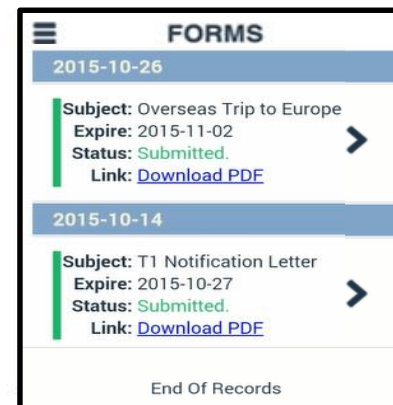 FORMS
2015-10-26
Subject: Overseas Trip to Europe
Expire: 2015-11-02
Status: Submitted.
Link: Download PDF
2015-10-14
Subject: T1 Notification Letter
Expire: 2015-10-27
Status: Submitted.
Link: Download PDF
End Of Records